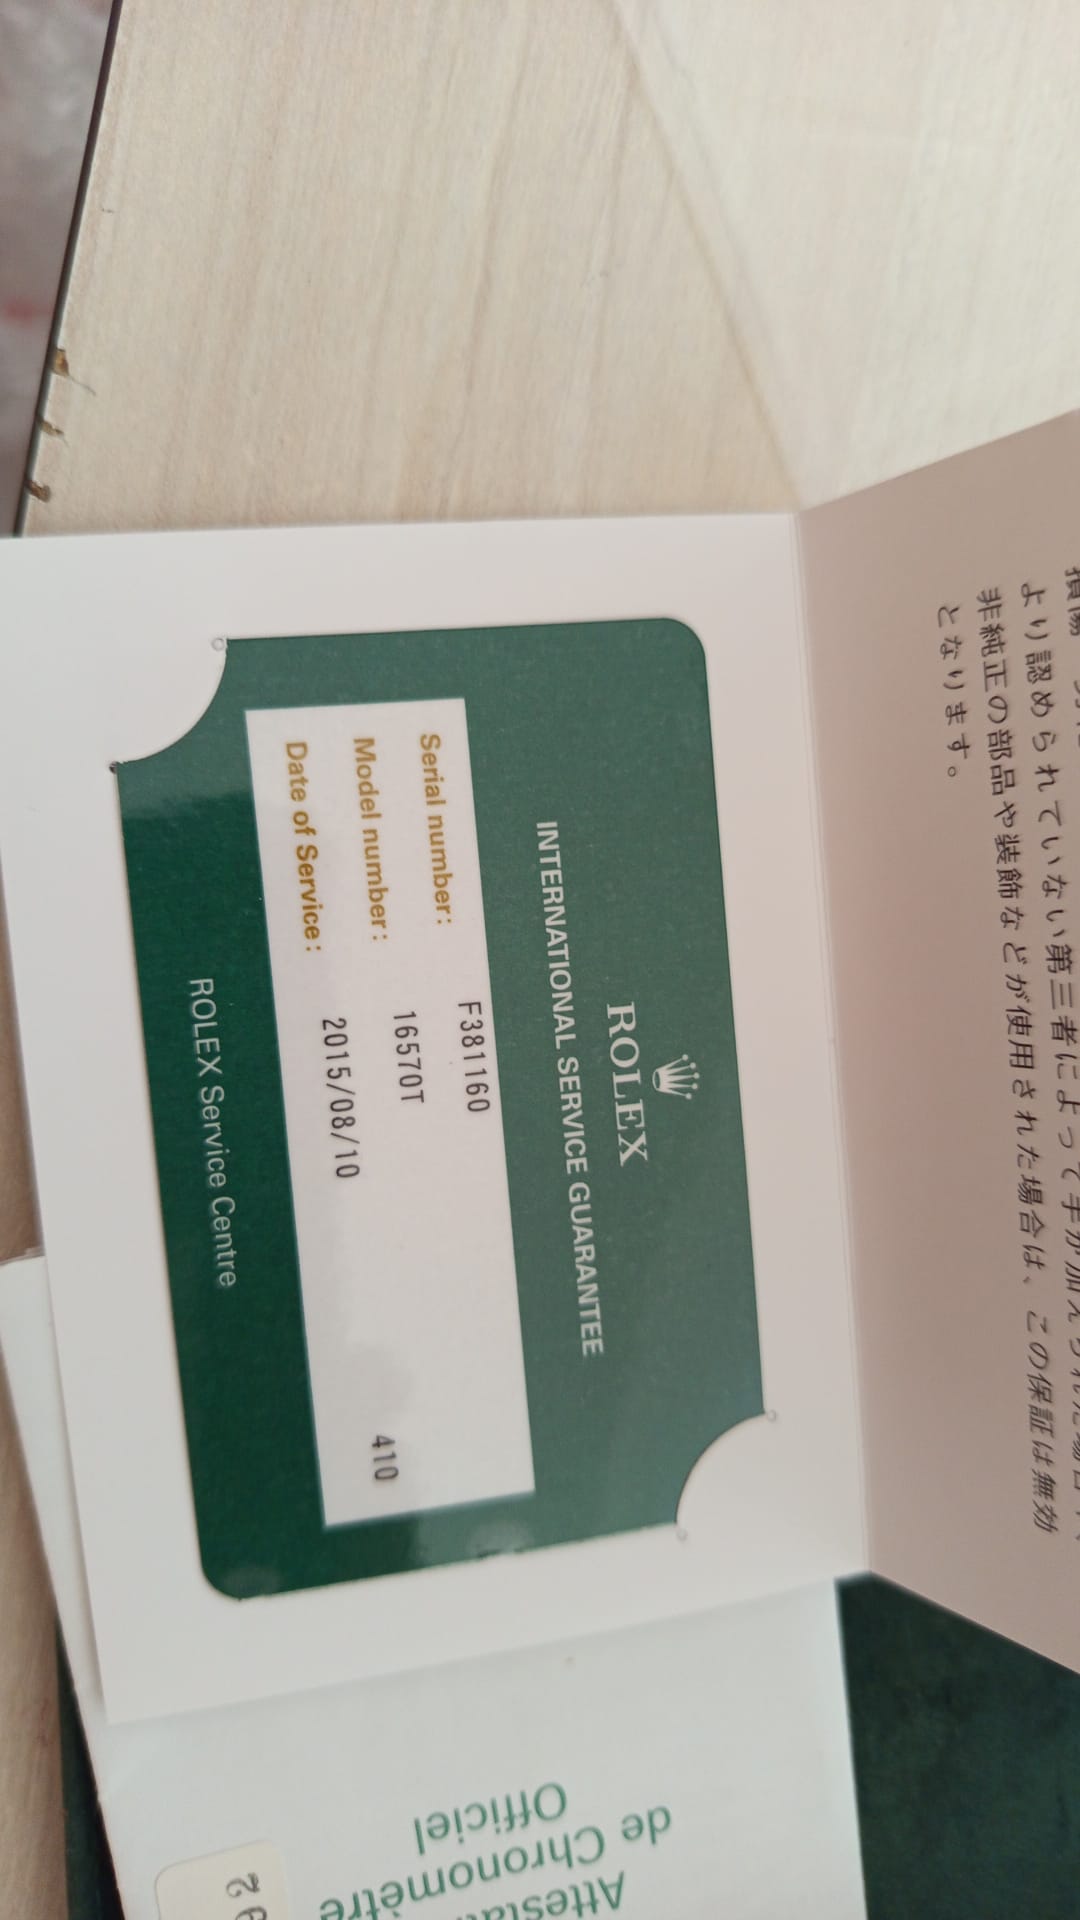 ROLEX
INTERNATIONAL SERVICE GUARANTEE
Serial number: F381160
Model number: 16570T 410
Date of Service: 2015/08/10
ROLEX Service Centre
より認められていない第三者によって手が加えられた場合
非純正の部品や装飾などが使用された場合は、この保証は無効
となります。
de Chronomètre
Officiel